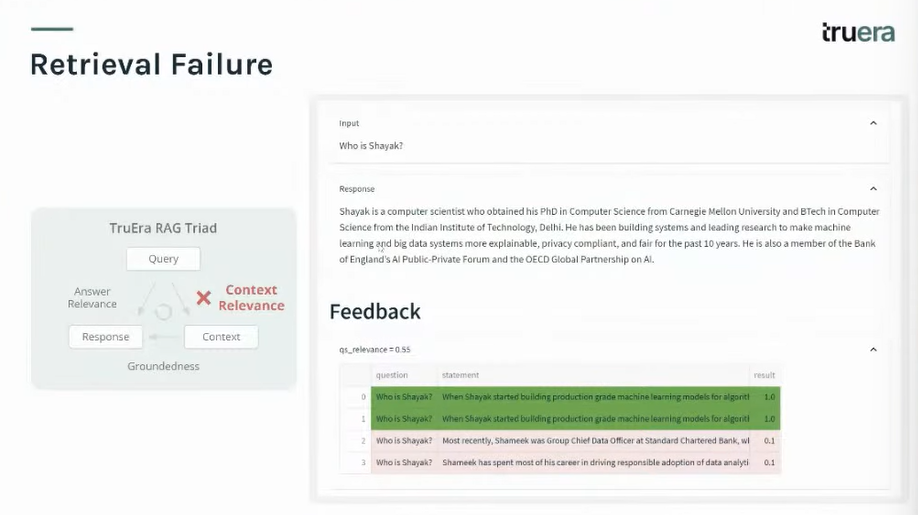 truera
Retrieval Failure
Input
Who is Shayak?
Response
Shayak is a computer scientist who obtained his PhD in Computer Science from Carnegie Mellon University and BTech in Computer
Science from the Indian Institute of Technology, Delhi. He has been building systems and leading research to make machine
learning and big data systems more explainable, privacy compliant, and fair for the past 10 years. He is also a member of the Bank
of England's AI Public-Private Forum and the OECD Global Partnership on AI.
TruEra RAG Triad
Query
Answer
Relevance
Context
Relevance
Response
Context
Groundedness
Feedback
qs_relevance = 0.55
question statement result
0 Who is Shayak? When Shayak started building production grade machine learning models for algorit 1.0
1 Who is Shayak? When Shayak started building production grade machine learning models for algorit 1.0
2 Who is Shayak? Most recently, Shameek was Group Chief Data Officer at Standard Chartered Bank, wl 0.1
3 Who is Shayak? Shameek has spent most of his career in driving responsible adoption of data analyti 0.1